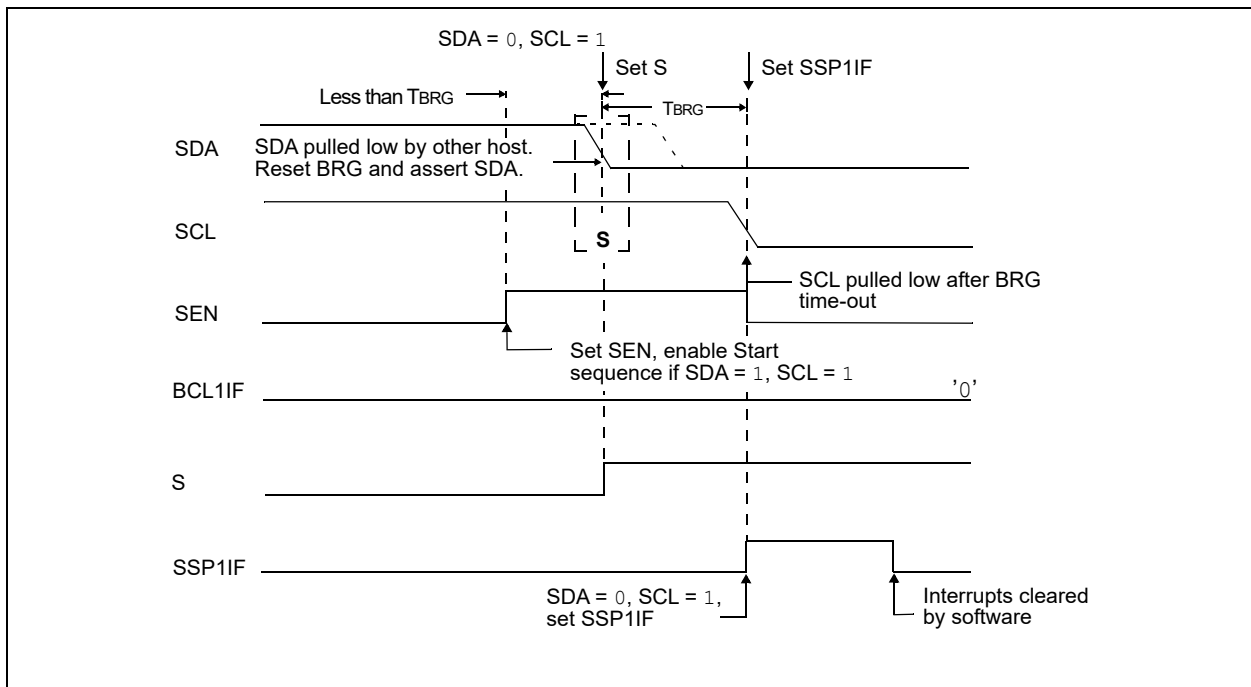 SDA = 0, SCL = 1
Set S
Set SSP1IF
Less than TBRG
TBRG
SDA
SDA pulled low by other host.
Reset BRG and assert SDA.
SCL
S
SCL pulled low after BRG
time-out
SEN
Set SEN, enable Start
sequence if SDA = 1, SCL = 1
BCL1IF
'0'
S
SSP1IF
SDA = 0, SCL = 1,
set SSP1IF
Interrupts cleared
by software